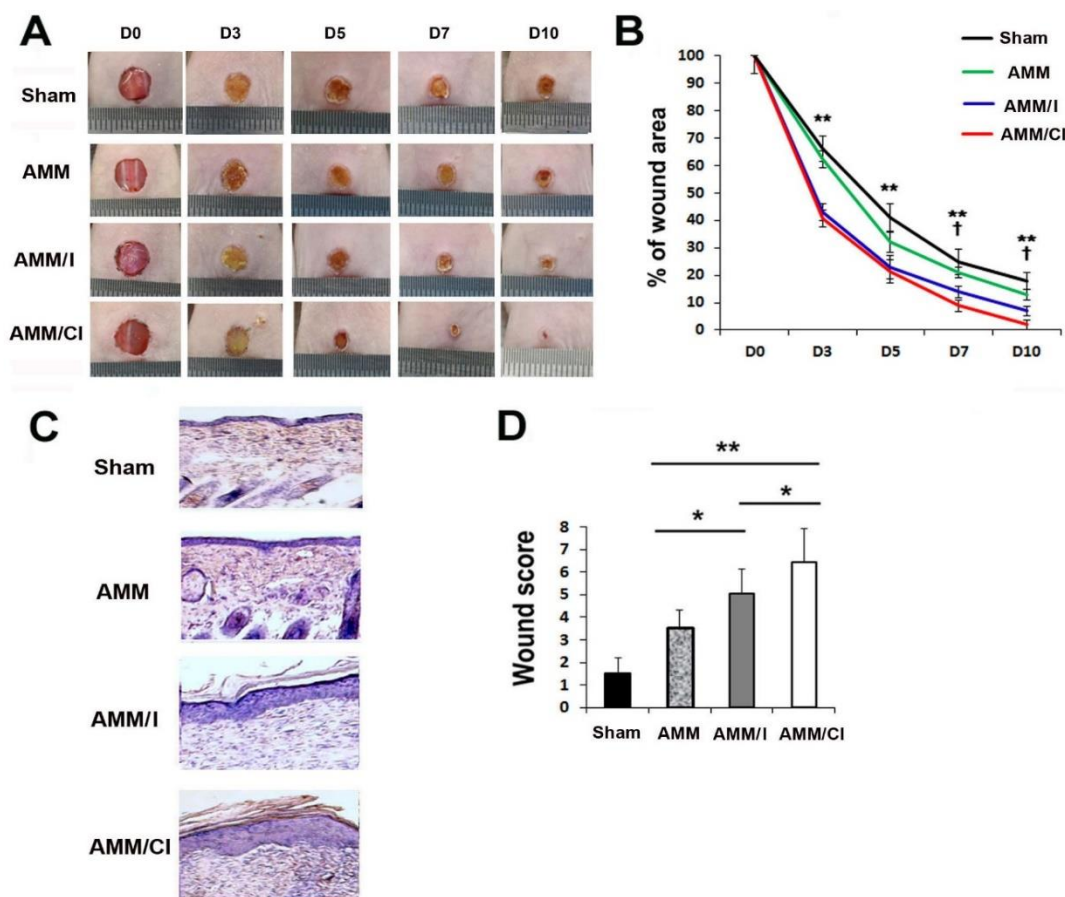 A
D0 D3 D5 D7 D10
Sham
AMM
AMM/I
AMM/CI
B
% of wound area
100
90
80
70
60
50
40
30
20
10
0
D0 D3 D5 D7 D10
**
**
**
†
**
†
Sham
AMM
AMM/I
AMM/CI
C
Sham
AMM
AMM/I
AMM/CI
D
**
*
*
Wound score
8
7
6
5
4
3
2
1
0
Sham AMM AMM/I AMM/CI